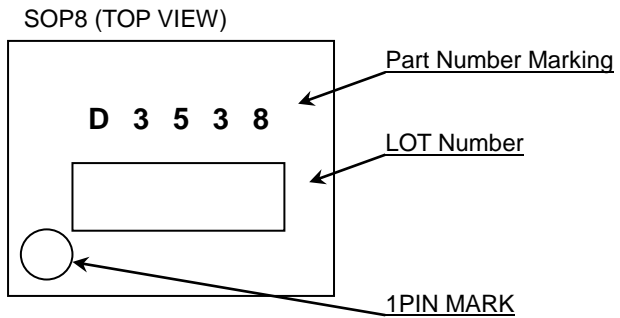 SOP8 (TOP VIEW)
Part Number Marking
D 3 5 3 8
LOT Number
1PIN MARK